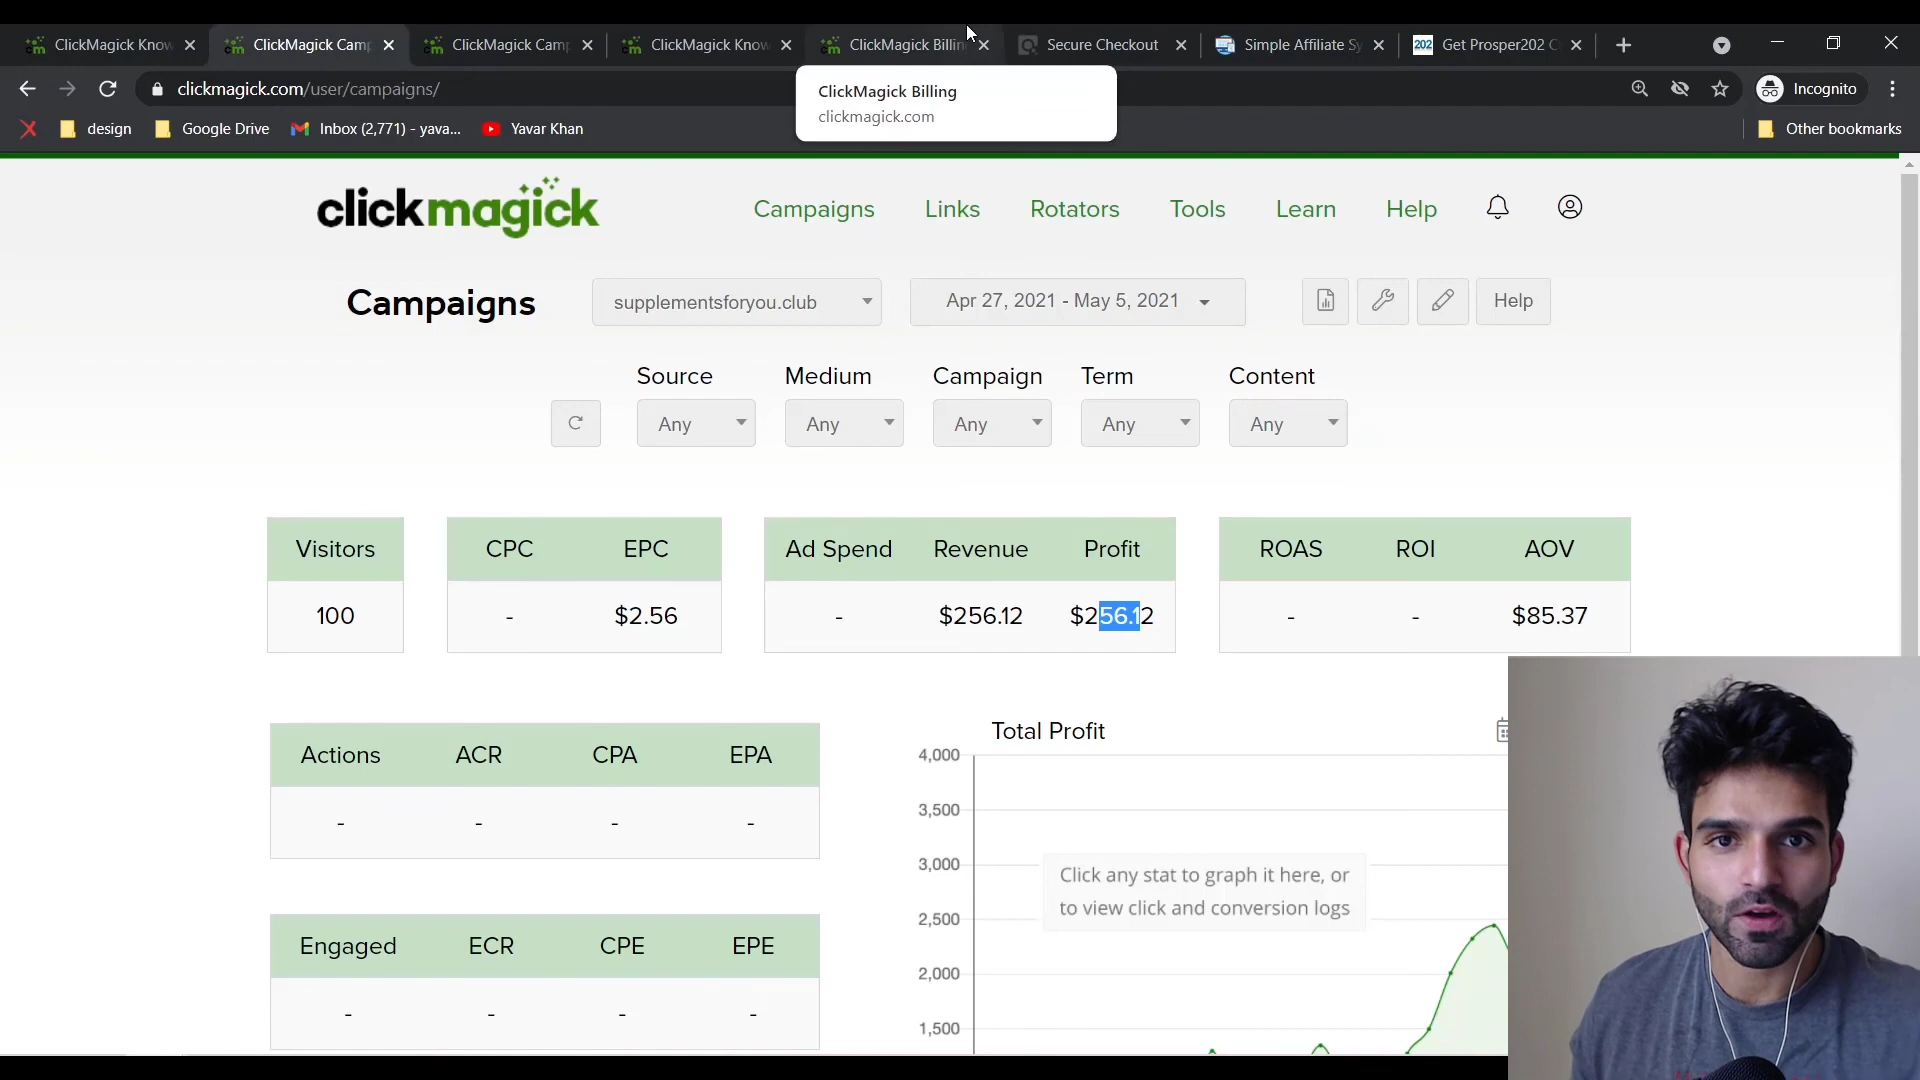 ClickMagick Know
ClickMagick Camp
ClickMagick Camp
ClickMagick Know
ClickMagick Billin
Secure Checkout
Simple Affiliate Sy
202
Get Prosper202 C
clickmagick.com/user/campaigns/
Incognito
ClickMagick Billing
clickmagick.com
design
Google Drive
Inbox (2,771) - yava...
Yavar Khan
Other bookmarks
clickmagick
Campaigns
Links
Rotators
Tools
Learn
Help
Campaigns
supplementsforyou.club
Apr 27, 2021 - May 5, 2021
Help
Source Medium Campaign Term Content
Any Any Any Any Any
Visitors CPC EPC Ad Spend Revenue Profit ROAS ROI AOV
100 - $2.56 - $256.12 $256.12 - - $85.37
Actions ACR CPA EPA
- - - -
Engaged ECR CPE EPE
- - - -
Total Profit
4,000
3,500
3,000
2,500
2,000
1,500
Click any stat to graph it here, or
to view click and conversion logs